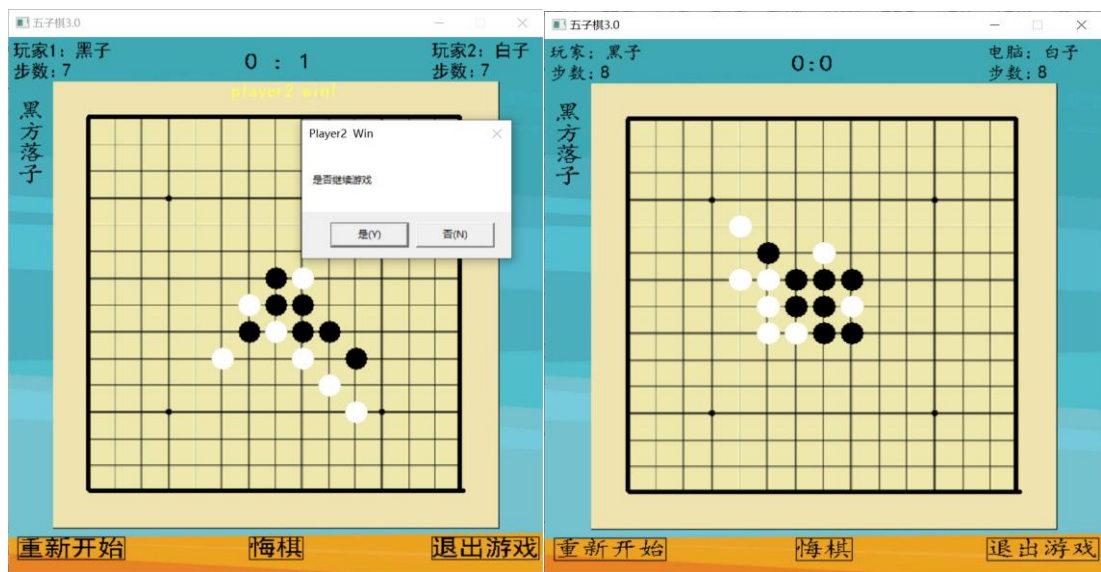 五子棋3.0
玩家1：黑子
步数：7
0 : 1
玩家2：白子
步数：7
player2 win!
黑方落子
Player2 Win
是否继续游戏
是(Y)
否(N)
重新开始
悔棋
退出游戏
五子棋3.0
玩家：黑子
步数：8
0:0
电脑：白子
步数：8
黑方落子
重新开始
悔棋
退出游戏